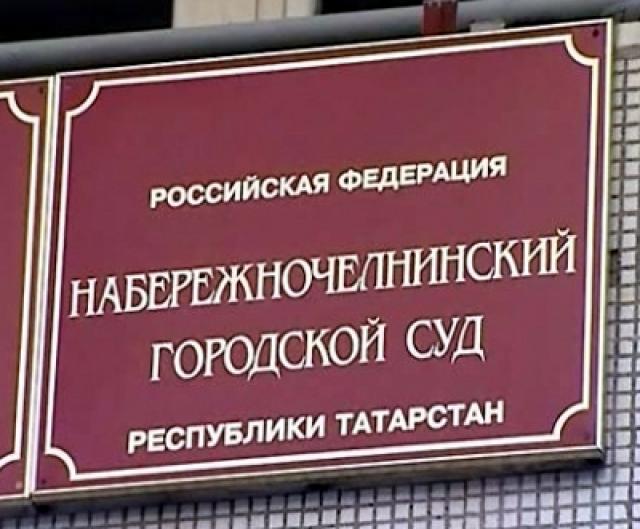 РОССИЙСКАЯ ФЕДЕРАЦИЯ
НАБЕРЕЖНОЧЕЛНИНСКИЙ
ГОРОДСКОЙ СУД
РЕСПУБЛИКИ ТАТАРСТАН